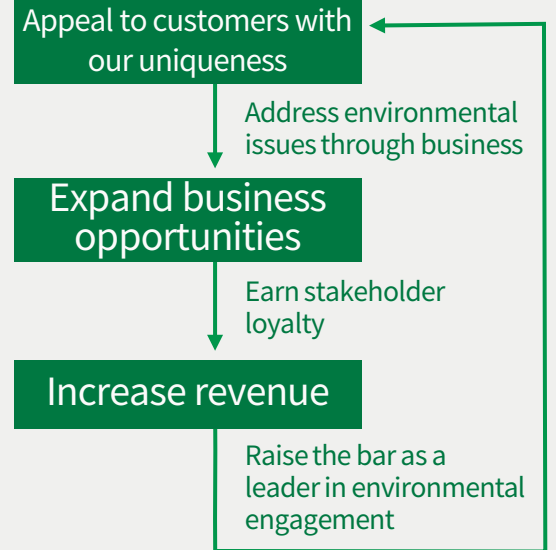 Appeal to customers with
our uniqueness
Address environmental
issues through business
Expand business
opportunities
Earn stakeholder
loyalty
Increase revenue
Raise the bar as a
leader in environmental
engagement